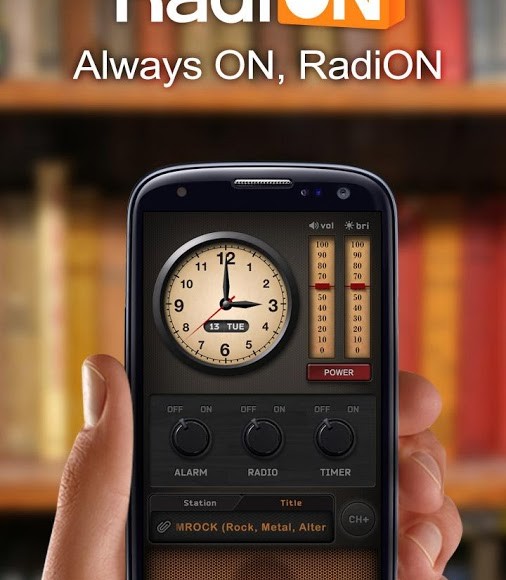 RadiON
Always ON, RadiON
vol bri
100 100
90 90
80 80
70 70
50 50
40 40
30 30
20 20
10 10
0 0
12
11 1
10 2
9 3
8 4
7 5
6
13 TUE
POWER
OFF ON OFF ON OFF ON
ALARM RADIO TIMER
Station Title
MROCK (Rock, Metal, Alter
CH+